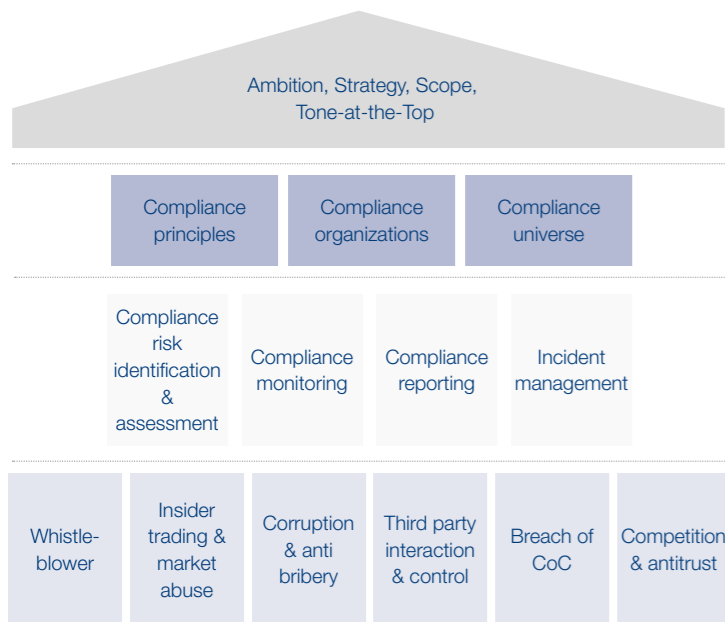 Ambition, Strategy, Scope,
Tone-at-the-Top
Compliance
principles
Compliance
organizations
Compliance
universe
Compliance
risk
identification
&
assessment
Compliance
monitoring
Compliance
reporting
Incident
management
Whistle-
blower
Insider
trading &
market
abuse
Corruption
& anti
bribery
Third party
interaction
& control
Breach of
CoC
Competition
& antitrust